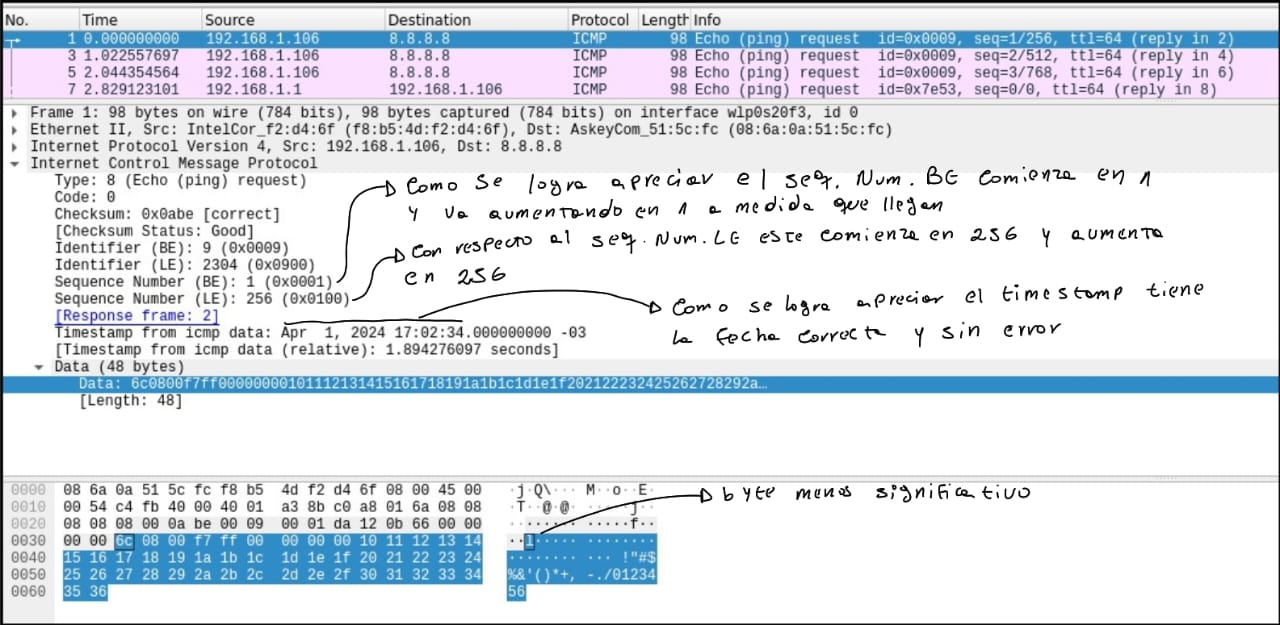 No. Time Source Destination Protocol Length Info
1 0.000000000 192.168.1.106 8.8.8.8 ICMP 98 Echo (ping) request id=0x0009, seq=1/256, ttl=64 (reply in 2)
3 1.022557697 192.168.1.106 8.8.8.8 ICMP 98 Echo (ping) request id=0x0009, seq=2/512, ttl=64 (reply in 4)
5 2.044354564 192.168.1.106 8.8.8.8 ICMP 98 Echo (ping) request id=0x0009, seq=3/768, ttl=64 (reply in 6)
7 2.829123101 192.168.1.1 192.168.1.106 ICMP 98 Echo (ping) request id=0x7e53, seq=0/0, ttl=64 (reply in 8)
Frame 1: 98 bytes on wire (784 bits), 98 bytes captured (784 bits) on interface wlp0s20f3, id 0
Ethernet II, Src: IntelCor_f2:d4:6f (f8:b5:4d:f2:d4:6f), Dst: AskeyCom_51:5c:fc (08:6a:0a:51:5c:fc)
Internet Protocol Version 4, Src: 192.168.1.106, Dst: 8.8.8.8
Internet Control Message Protocol
Type: 8 (Echo (ping) request)
Code: 0
Checksum: 0x0abe [correct]
[Checksum Status: Good]
Identifier (BE): 9 (0x0009)
Identifier (LE): 2304 (0x0900)
Sequence Number (BE): 1 (0x0001)
Sequence Number (LE): 256 (0x0100)
[Response frame: 2]
Timestamp from icmp data: Apr 1, 2024 17:02:34.000000000 -03
[Timestamp from icmp data (relative): 1.894276097 seconds]
Data (48 bytes)
Data: 6c0800f7ff00000000101112131415161718191a1b1c1d1e1f202122232425262728292a…
[Length: 48]
Como se logra apreciar el seq. Num. BE comienza en 1
y va aumentando en 1 a medida que llegan
Con respecto al seq. Num. LE este comienza en 256 y aumenta
en 256
Como se logra apreciar el timestamp tiene
la fecha correcta y sin error
0000 08 6a 0a 51 5c fc f8 b5 4d f2 d4 6f 08 00 45 00 ·j·Q\··· M··o··E·
0010 00 54 c4 fb 40 00 40 01 a3 8b c0 a8 01 6a 08 08 ·T··@·@· ·····j··
0020 08 08 08 00 0a be 00 09 00 01 da 12 0b 66 00 00 ········ ·····f··
0030 00 00 6c 08 00 f7 ff 00 00 00 00 10 11 12 13 14 ··l····· ········
0040 15 16 17 18 19 1a 1b 1c 1d 1e 1f 20 21 22 23 24 ········ ··· !"#$
0050 25 26 27 28 29 2a 2b 2c 2d 2e 2f 30 31 32 33 34 %&'()*+, -./01234
0060 35 36 56
byte menos significativo